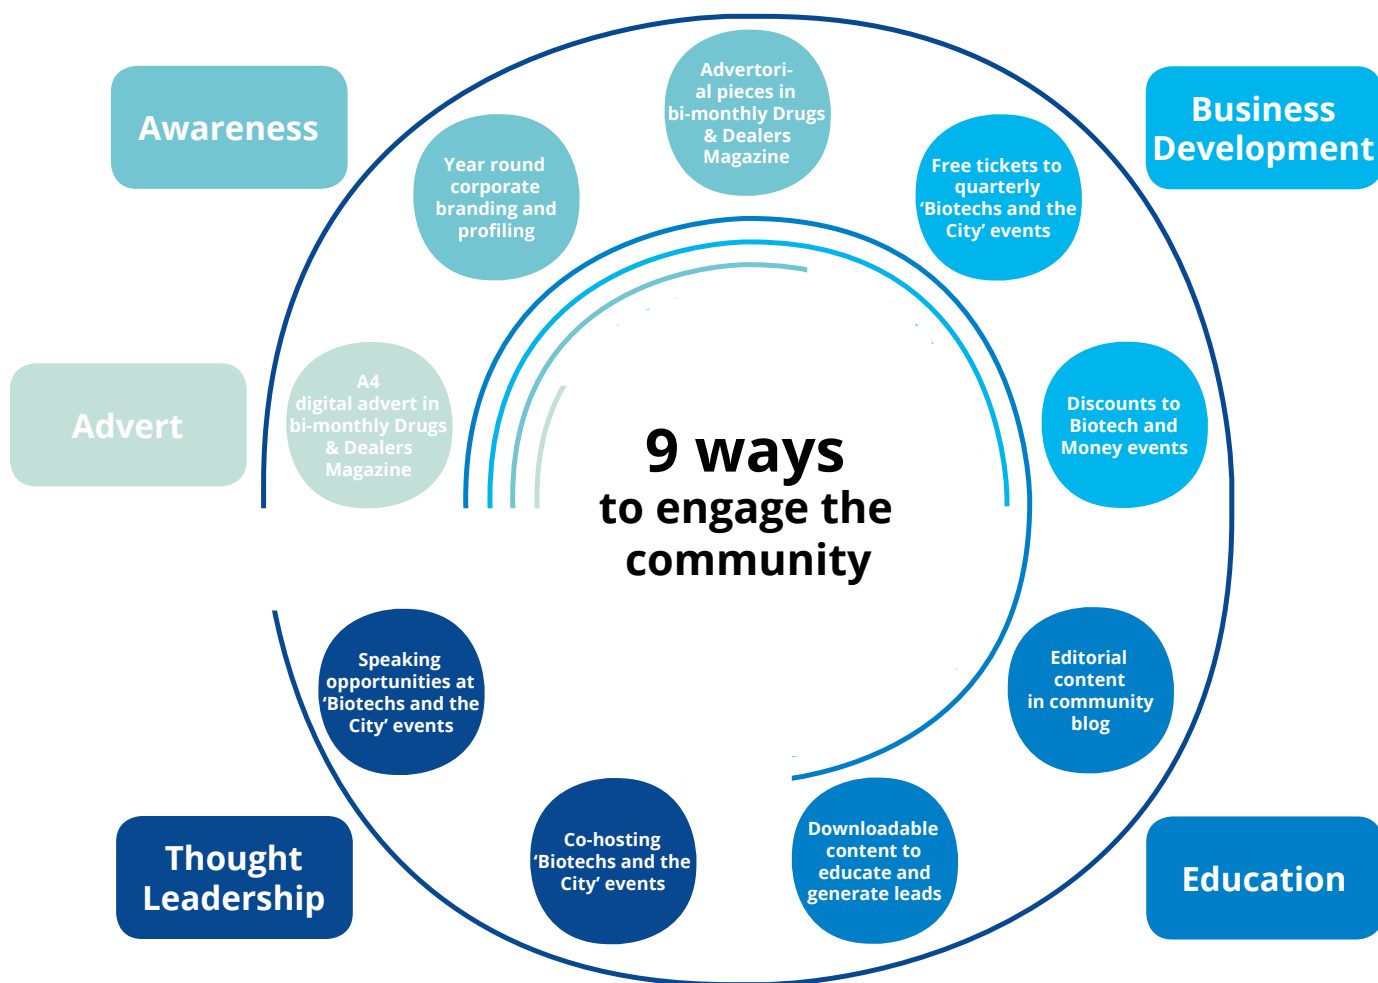 Awareness
Advertori-
al pieces in
bi-monthly Drugs
& Dealers
Magazine
Business
Development
Year round
corporate
branding and
profiling
Free tickets to
quarterly
‘Biotechs and the
City’ events
Advert
A4
digital advert in
bi-monthly Drugs
& Dealers
Magazine
Discounts to
Biotech and
Money events
9 ways
to engage the
community
Speaking
opportunities at
‘Biotechs and the
City’ events
Editorial
content
in community
blog
Thought
Leadership
Co-hosting
‘Biotechs and the
City’ events
Downloadable
content to
educate and
generate leads
Education